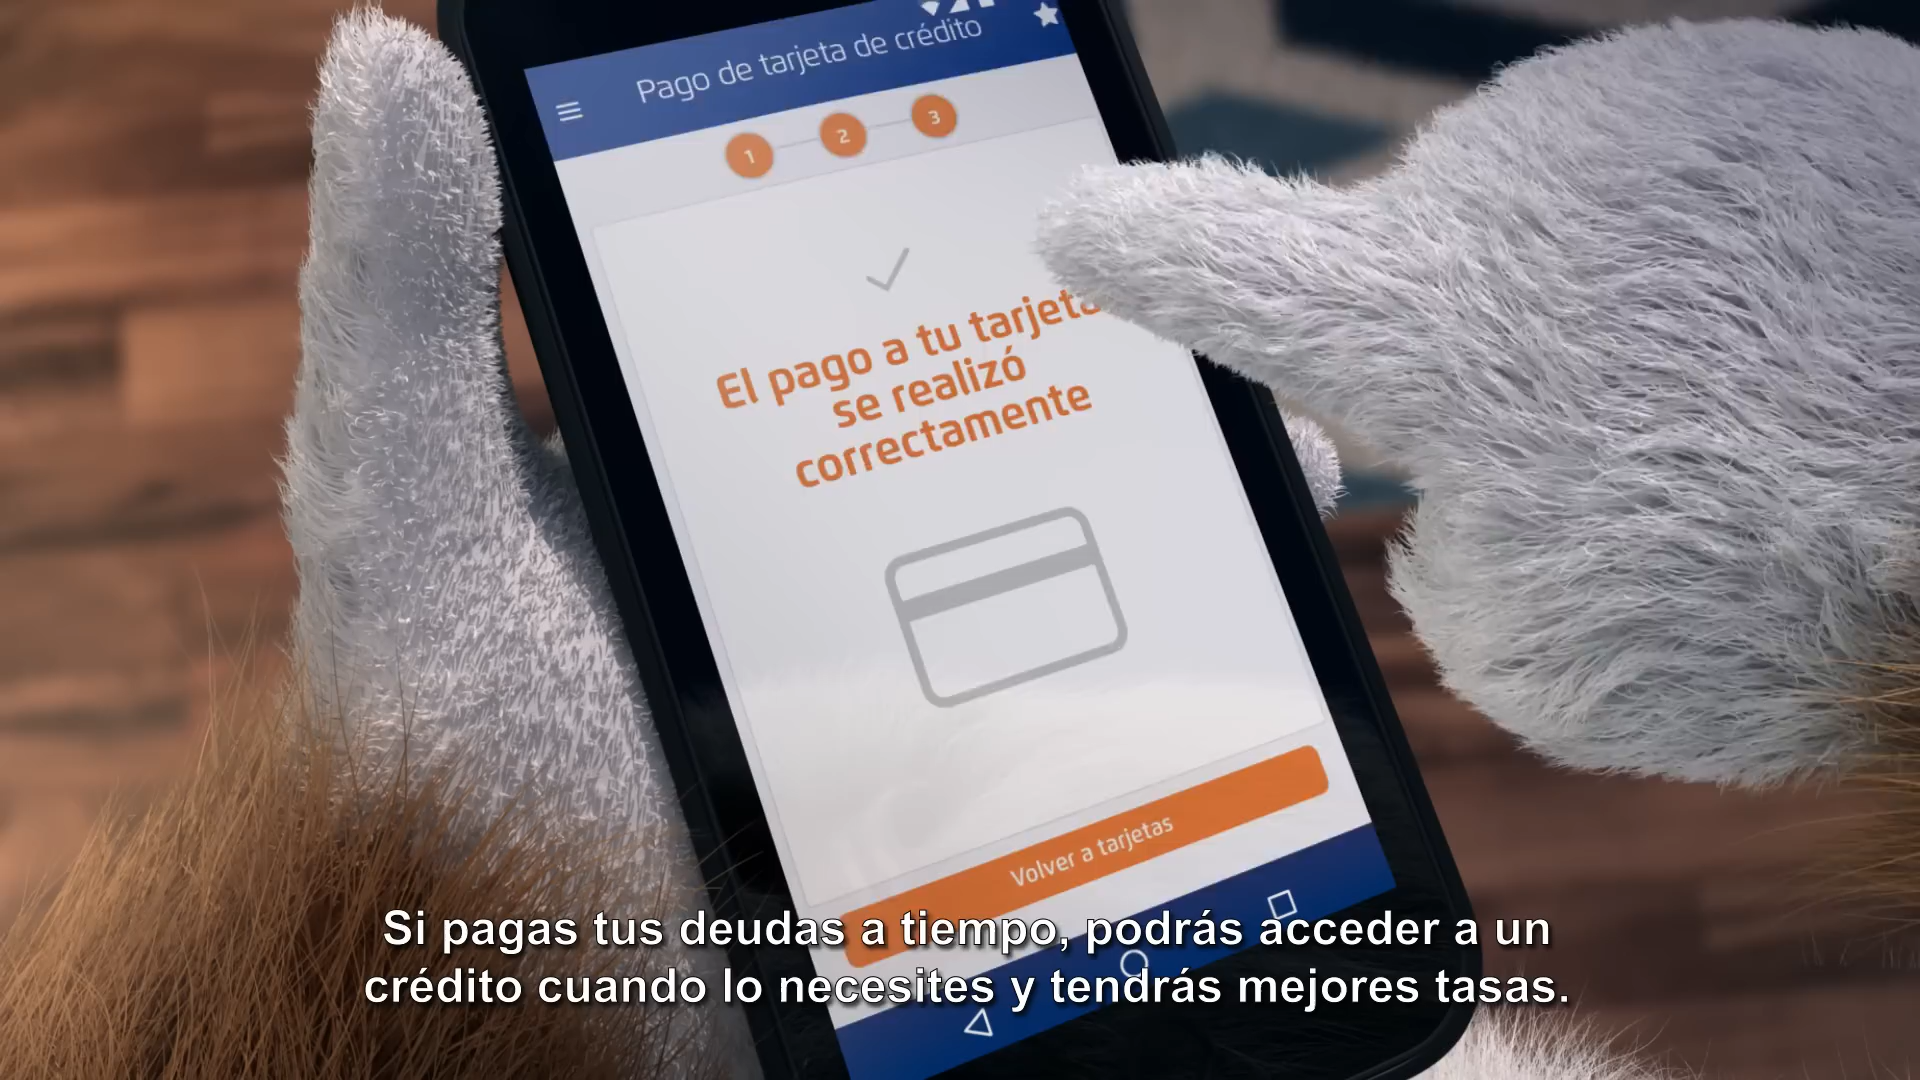 Pago de tarjeta de crédito
1 2 3
El pago a tu tarjeta
se realizó
correctamente
Volver a tarjetas
Si pagas tus deudas a tiempo, podrás acceder a un
crédito cuando lo necesites y tendrás mejores tasas.